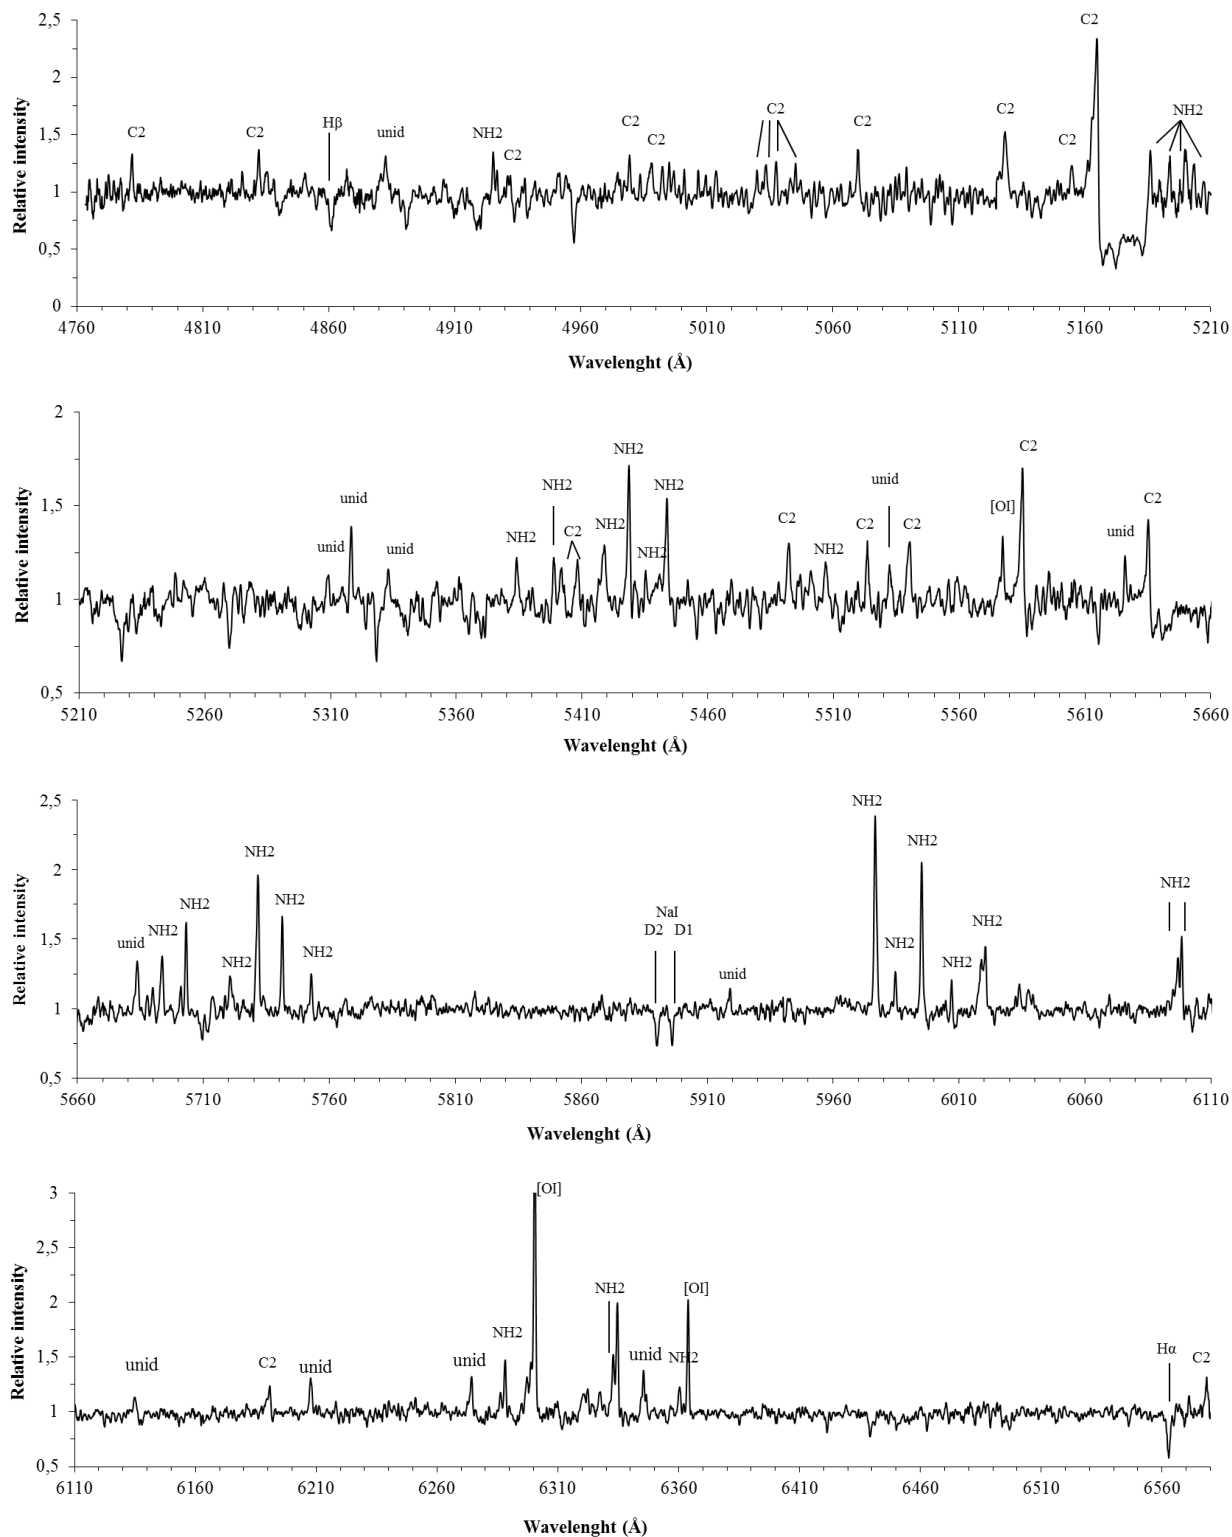 2,5
C2
2
Relative intensity
1,5
C2
C2
Hβ
unid
NH2
C2
C2
C2
C2
C2
C2
C2
NH2
1
0,5
0
4760
4810
4860
4910
4960
5010
5060
5110
5160
5210
Wavelenght (Å)
2
NH2
C2
Relative intensity
1,5
unid
unid
unid
NH2
NH2
C2
NH2
NH2
NH2
C2
NH2
C2
unid
C2
[OI]
unid
C2
1
0,5
5210
5260
5310
5360
5410
5460
5510
5560
5610
5660
Wavelenght (Å)
2,5
NH2
2
NH2
NH2
Relative intensity
1,5
unid
NH2
NH2
NH2
NH2
NH2
NaI
D2 D1
unid
NH2
NH2
NH2
NH2
1
0,5
5660
5710
5760
5810
5860
5910
5960
6010
6060
6110
Wavelenght (Å)
3
[OI]
2,5
Relative intensity
2
NH2
[OI]
1,5
unid
C2
unid
unid
NH2
unid
NH2
Hα
C2
1
0,5
6110
6160
6210
6260
6310
6360
6410
6460
6510
6560
Wavelenght (Å)